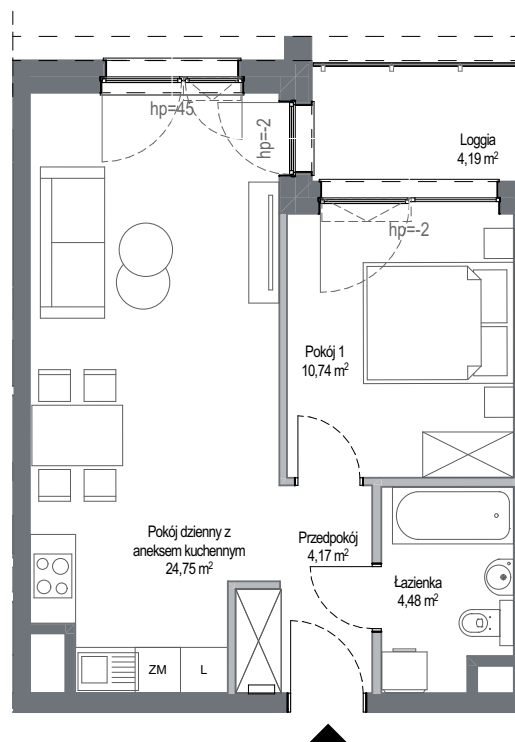 hp=45
hp=-2
Loggia
4,19 m²
hp=-2
Pokój 1
10,74 m²
Pokój dzienny z
aneksem kuchennym
24,75 m²
Przedpokój
4,17 m²
Łazienka
4,48 m²
ZM
L